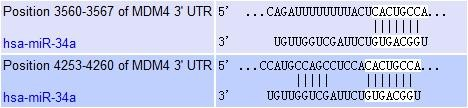 Position 3560-3567 of MDM4 3' UTR 5' ...CAGAUUUUUUUUACUCACUGCCA...
hsa-miR-34a 3' UGUUGGUCGAUUCUGUGACGGU
Position 4253-4260 of MDM4 3' UTR 5' ...CCAUGCCAGCCUCCACACUGCCA...
hsa-miR-34a 3' UGUUGGUCGAUUCUGUGACGGU